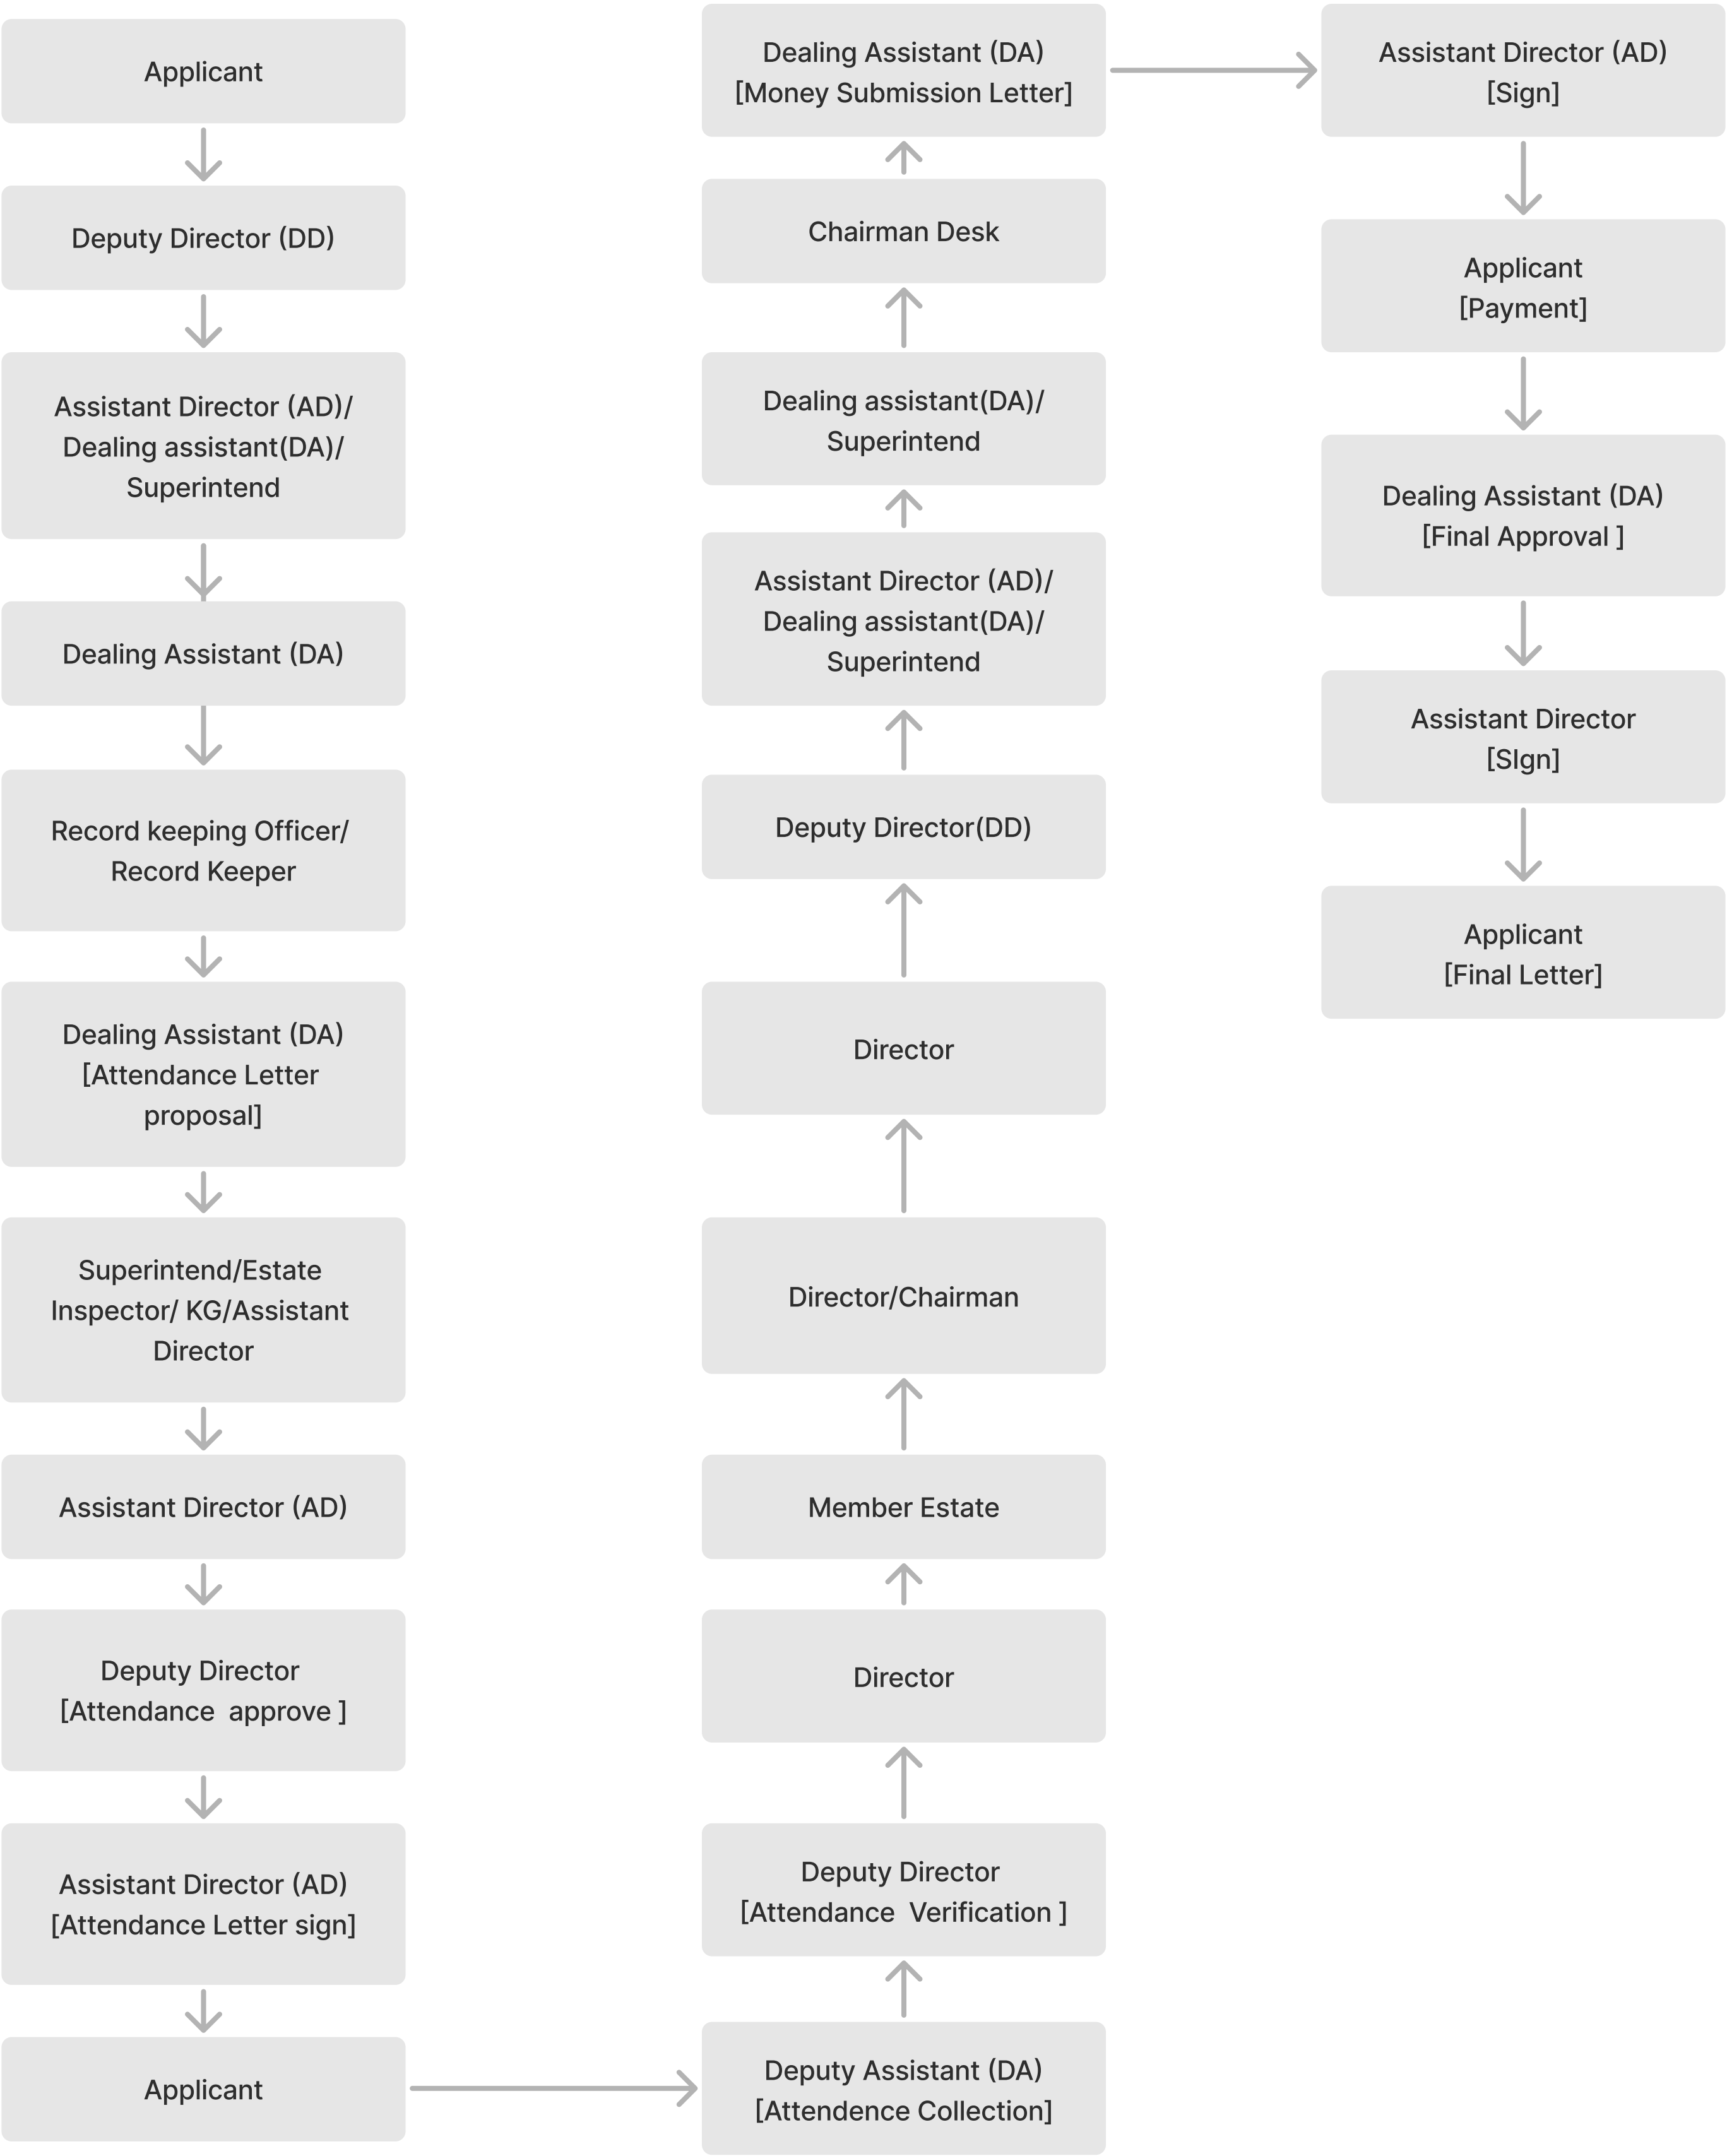 Applicant
Deputy Director (DD)
Assistant Director (AD)/
Dealing assistant(DA)/
Superintend
Dealing Assistant (DA)
Record keeping Officer/
Record Keeper
Dealing Assistant (DA)
[Attendance Letter
proposal]
Superintend/Estate
Inspector/ KG/Assistant
Director
Assistant Director (AD)
Deputy Director
[Attendance  approve ]
Assistant Director (AD)
[Attendance Letter sign]
Applicant
Deputy Assistant (DA)
[Attendence Collection]
Deputy Director
[Attendance  Verification ]
Director
Member Estate
Director/Chairman
Director
Deputy Director(DD)
Assistant Director (AD)/
Dealing assistant(DA)/
Superintend
Dealing assistant(DA)/
Superintend
Chairman Desk
Dealing Assistant (DA)
[Money Submission Letter]
Assistant Director (AD)
[Sign]
Applicant
[Payment]
Dealing Assistant (DA)
[Final Approval ]
Assistant Director
[SIgn]
Applicant
[Final Letter]